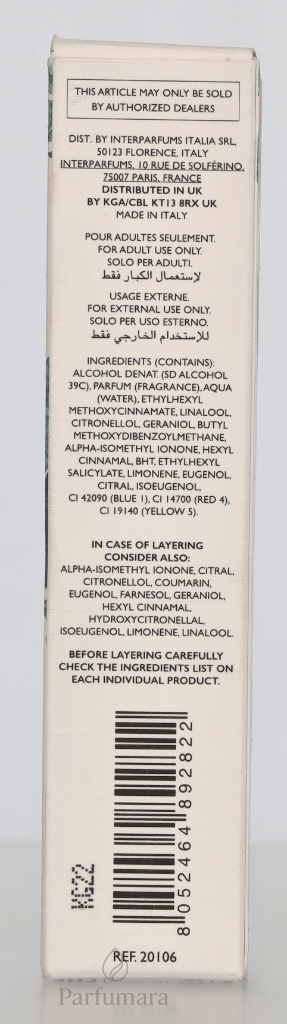 THIS ARTICLE MAY ONLY BE SOLD
BY AUTHORIZED DEALERS
DIST. BY INTERPARFUMS ITALIA SRL,
50123 FLORENCE, ITALY
INTERPARFUMS, 10 RUE DE SOLFÉRINO,
75007 PARIS, FRANCE
DISTRIBUTED IN UK
BY KGA/CBL KT13 8RX UK
MADE IN ITALY
POUR ADULTES SEULEMENT.
FOR ADULT USE ONLY.
SOLO PER ADULTI.
لإستعمال الكبار فقط
USAGE EXTERNE.
FOR EXTERNAL USE ONLY.
SOLO PER USO ESTERNO.
للإستخدام الخارجي فقط
INGREDIENTS (CONTAINS):
ALCOHOL DENAT. (SD ALCOHOL
39C), PARFUM (FRAGRANCE), AQUA
(WATER), ETHYLHEXYL
METHOXYCINNAMATE, LINALOOL,
CITRONELLOL, GERANIOL, BUTYL
METHOXYDIBENZOYLMETHANE,
ALPHA-ISOMETHYL IONONE, HEXYL
CINNAMAL, BHT, ETHYLHEXYL
SALICYLATE, LIMONENE, EUGENOL,
CITRAL, ISOEUGENOL,
CI 42090 (BLUE 1), CI 14700 (RED 4),
CI 19140 (YELLOW 5).
IN CASE OF LAYERING
CONSIDER ALSO:
ALPHA-ISOMETHYL IONONE, CITRAL,
CITRONELLOL, COUMARIN,
EUGENOL, FARNESOL, GERANIOL,
HEXYL CINNAMAL,
HYDROXYCITRONELLAL,
ISOEUGENOL, LIMONENE, LINALOOL.
BEFORE LAYERING CAREFULLY
CHECK THE INGREDIENTS LIST ON
EACH INDIVIDUAL PRODUCT.
KG22
8052464892822
REF. 20106
Parfumara